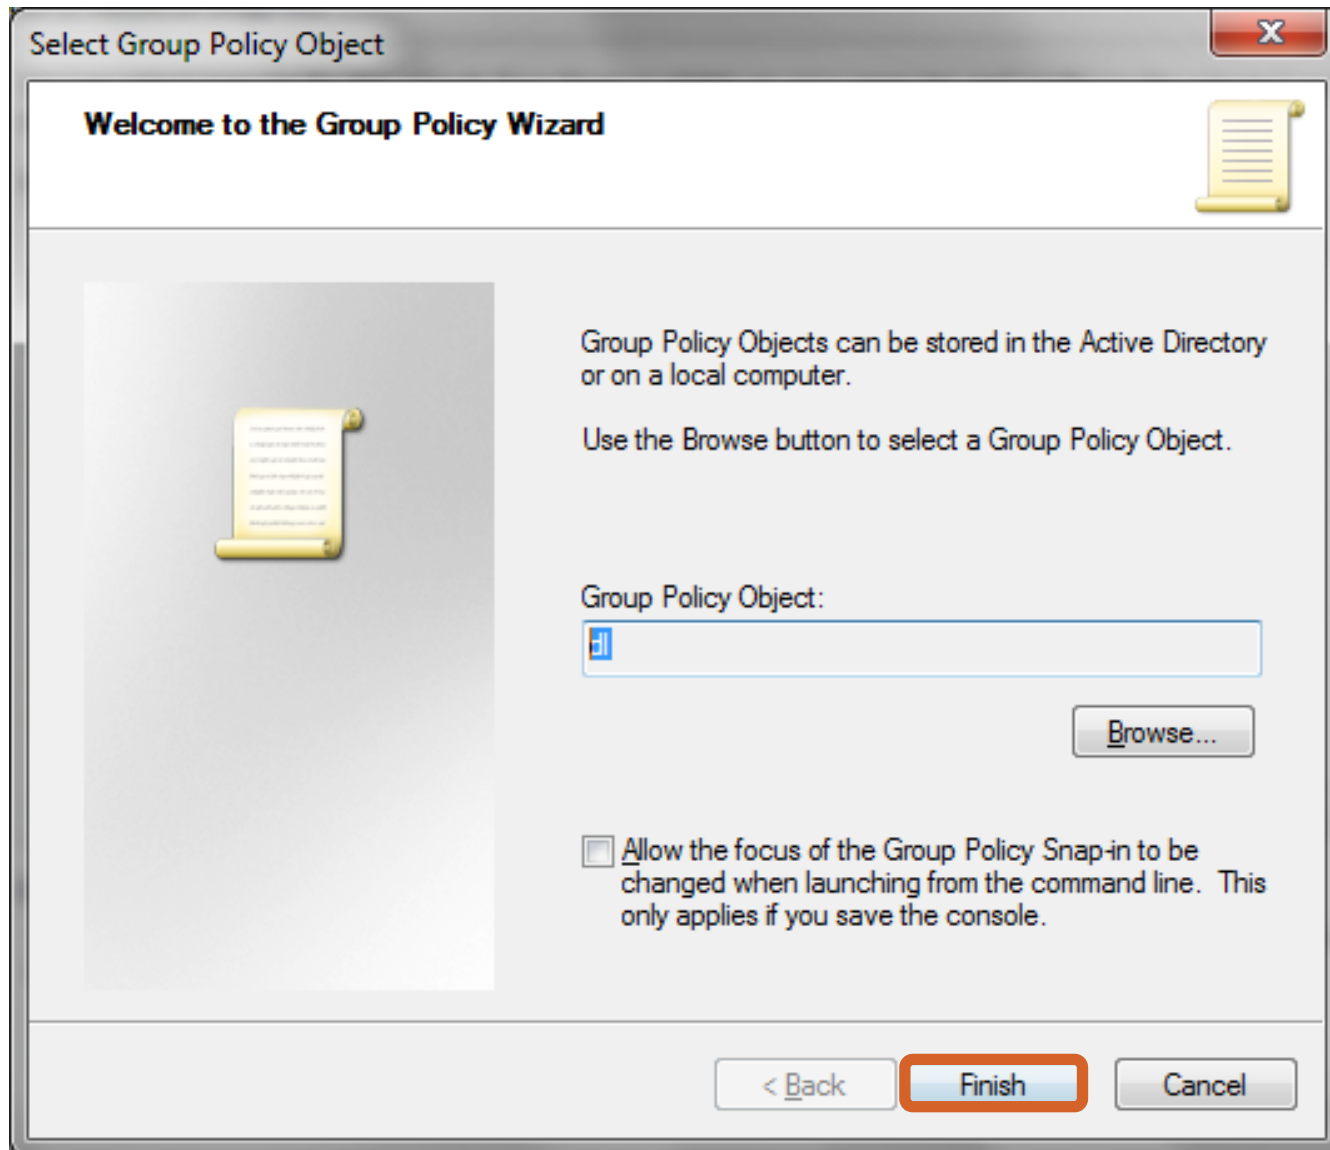 Select Group Policy Object
Welcome to the Group Policy Wizard
Group Policy Objects can be stored in the Active Directory
or on a local computer.
Use the Browse button to select a Group Policy Object.
Group Policy Object:
dl
Browse...
Allow the focus of the Group Policy Snap-in to be
changed when launching from the command line. This
only applies if you save the console.
< Back
Finish
Cancel